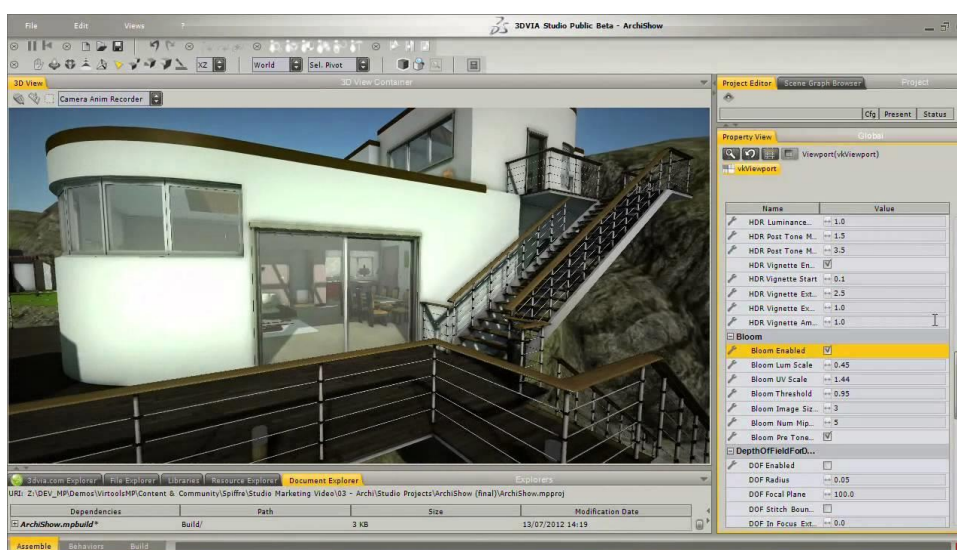 File Edit Views ?
3DVIA Studio Public Beta - ArchiShow
XZ World Sel. Pivot
3D View
3D View Container
Camera Anim Recorder
Project Editor Scene Graph Browser Project
Cfg Present Status
Property View Global
Viewport(vkViewport)
vkViewport
Name Value
HDR Luminance... 1.0
HDR Post Tone M... 1.5
HDR Post Tone M... 3.5
HDR Vignette En...
HDR Vignette Start 0.1
HDR Vignette Ext... 2.5
HDR Vignette Ex... 1.0
HDR Vignette Am... 1.0
Bloom
Bloom Enabled
Bloom Lum Scale 0.45
Bloom UV Scale 1.44
Bloom Threshold 0.95
Bloom Image Siz... 3
Bloom Num Mip... 5
Bloom Pre Tone...
DepthOfFieldForD...
DOF Enabled
DOF Radius 0.05
DOF Focal Plane 100.0
DOF Stitch Boun...
DOF In Focus Ext... 0.0
3dvia.com Explorer File Explorer Libraries Resource Explorer Document Explorer Explorers
URI: Z:\DEV_MP\Demos\VirtoolsMP\Content & Community\Spiffre\Studio Marketing Video\03 - Archi\Studio Projects\ArchiShow (final)\ArchiShow.mpproj
Dependencies Path Size Modification Date
ArchiShow.mpbuild* Build/ 3 KB 13/07/2012 14:19
Assemble Behaviors Build